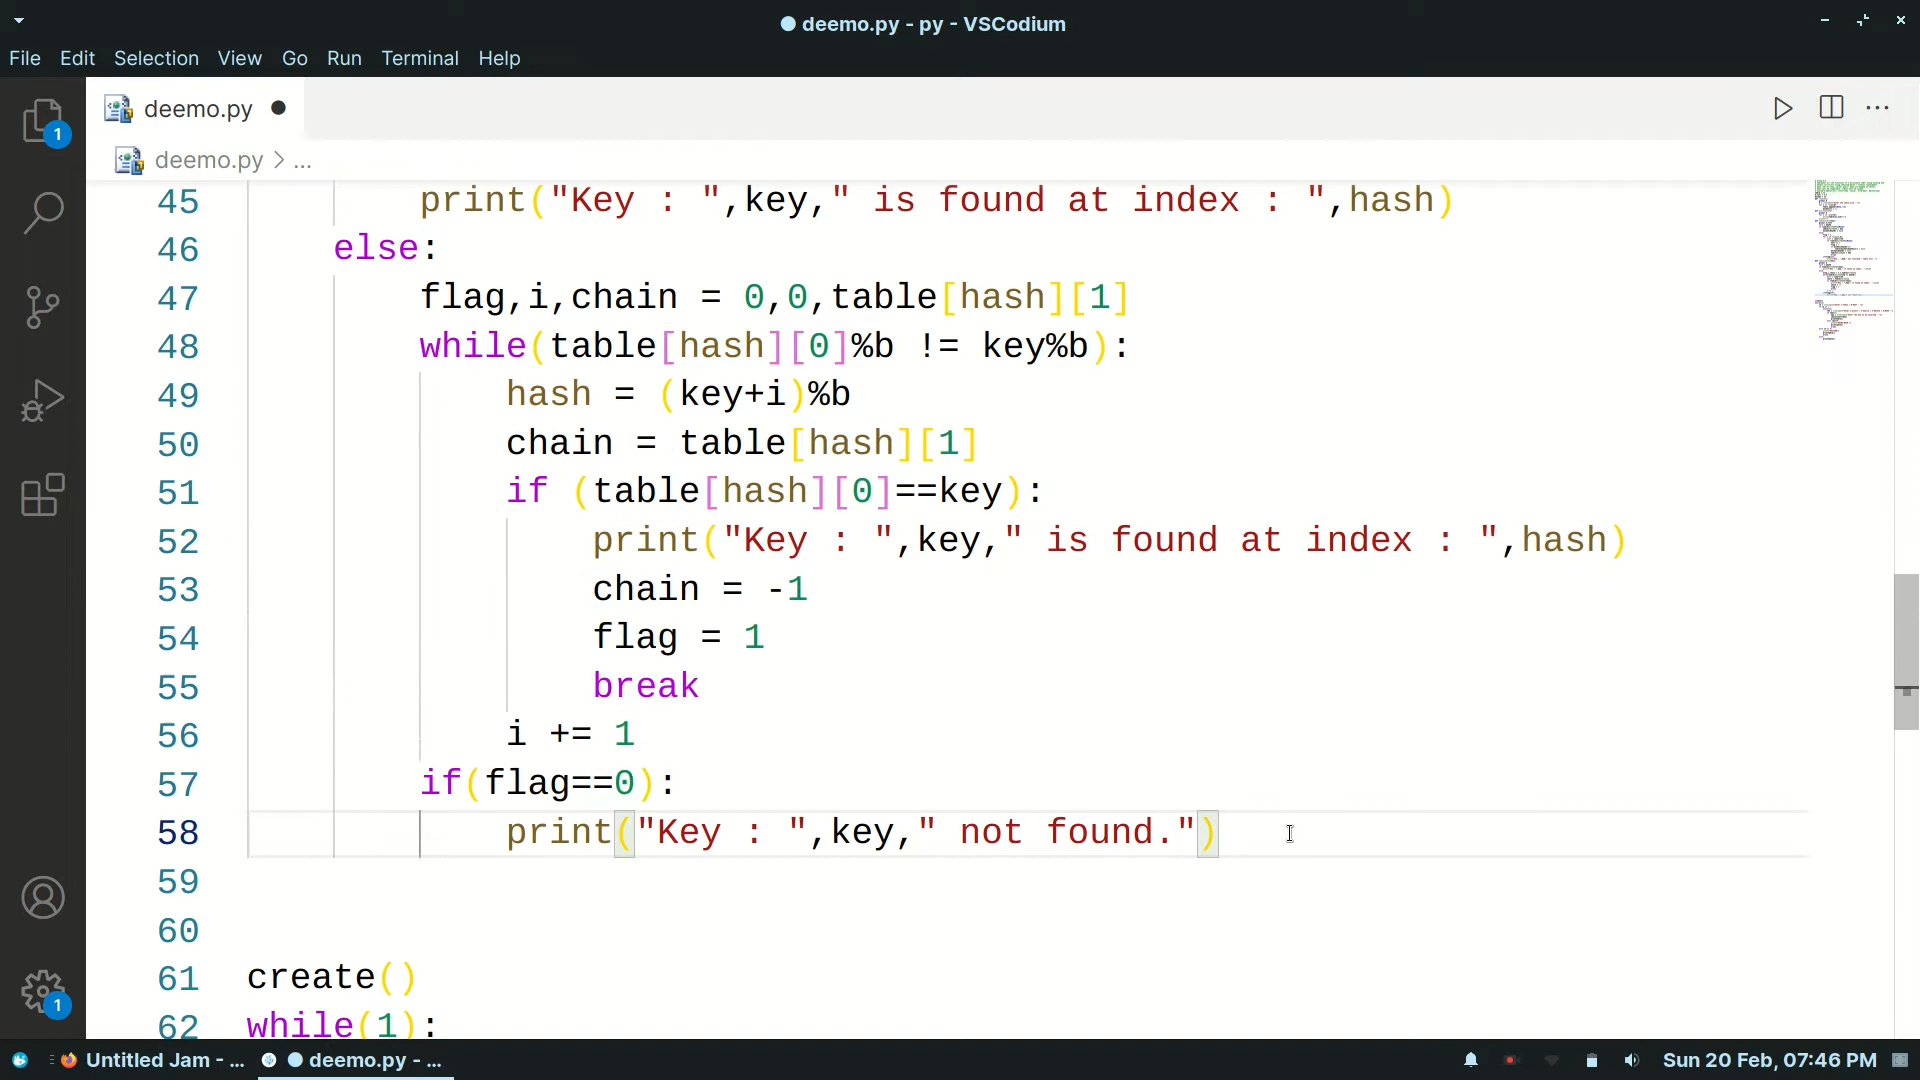 deemo.py - py - VSCodium
File Edit Selection View Go Run Terminal Help
deemo.py
deemo.py > ...
45 print("Key : ",key," is found at index : ",hash)
46 else:
47 flag,i,chain = 0,0,table[hash][1]
48 while(table[hash][0]%b != key%b):
49 hash = (key+i)%b
50 chain = table[hash][1]
51 if (table[hash][0]==key):
52 print("Key : ",key," is found at index : ",hash)
53 chain = -1
54 flag = 1
55 break
56 i += 1
57 if(flag==0):
58 print("Key : ",key," not found.")
59
60
61 create()
62 while(1):
1
1
Untitled Jam - ... deemo.py - ... Sun 20 Feb, 07:46 PM